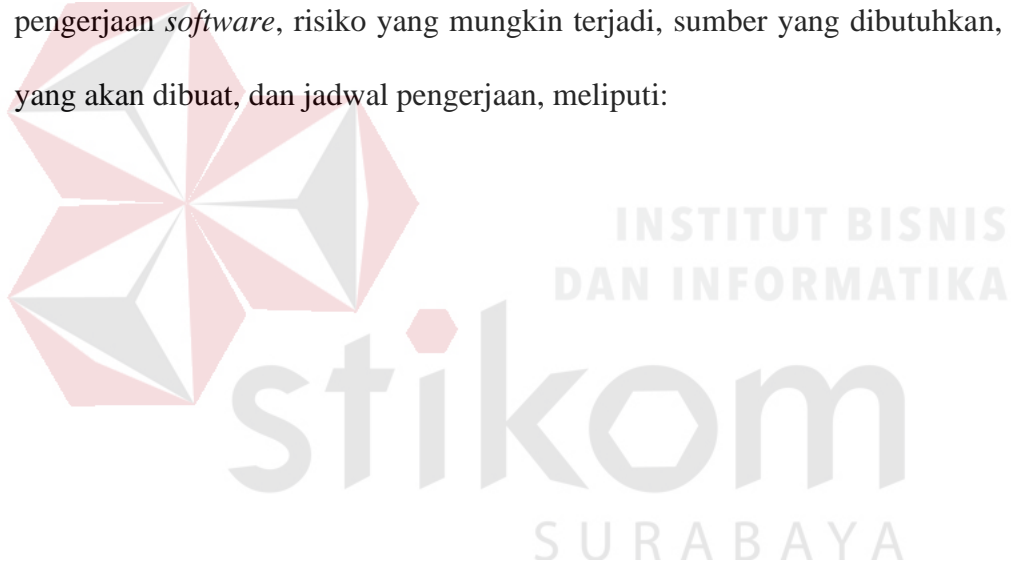 pengerjaan software, risiko yang mungkin terjadi, sumber yang dibutuhkan,
yang akan dibuat, dan jadwal pengerjaan, meliputi:
INSTITUT BISNIS
DAN INFORMATIKA
stikom
SURABAYA